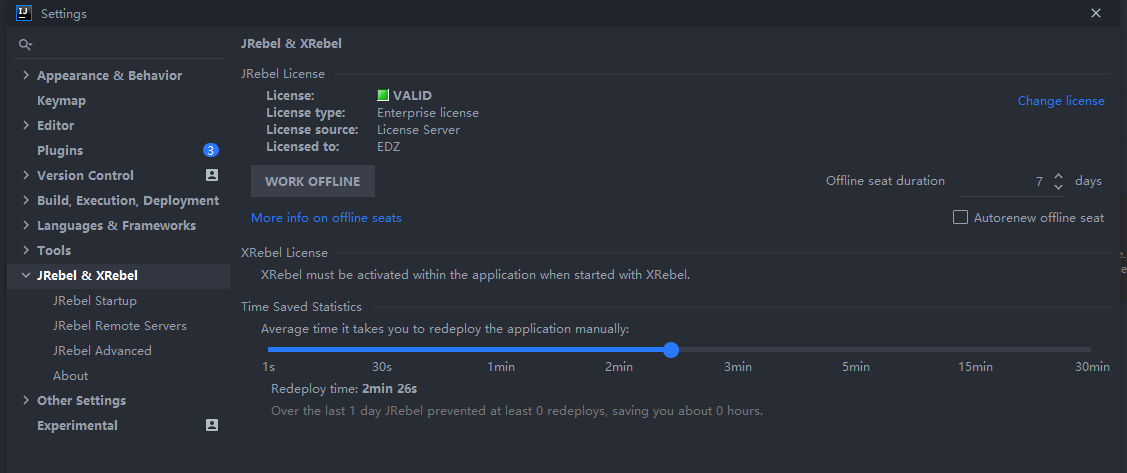 IJ Settings
JRebel & XRebel
Appearance & Behavior
Keymap
Editor
Plugins 3
Version Control
Build, Execution, Deployment
Languages & Frameworks
Tools
JRebel & XRebel
JRebel Startup
JRebel Remote Servers
JRebel Advanced
About
Other Settings
Experimental
JRebel License
License: VALID
License type: Enterprise license
License source: License Server
Licensed to: EDZ
Change license
WORK OFFLINE
Offline seat duration 7 days
More info on offline seats
Autorenew offline seat
XRebel License
XRebel must be activated within the application when started with XRebel.
Time Saved Statistics
Average time it takes you to redeploy the application manually:
1s 30s 1min 2min 3min 5min 15min 30min
Redeploy time: 2min 26s
Over the last 1 day JRebel prevented at least 0 redeploys, saving you about 0 hours.